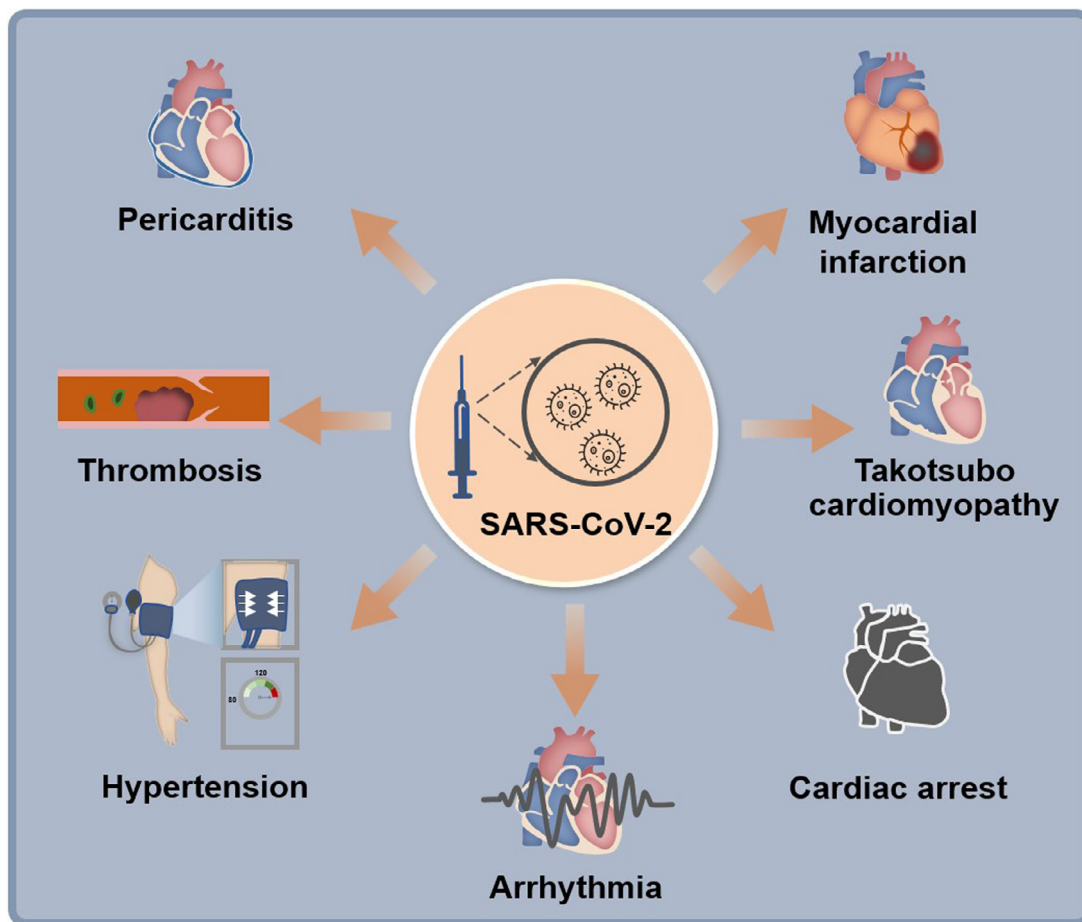 Pericarditis
Myocardial
infarction
Thrombosis
SARS-CoV-2
Takotsubo
cardiomyopathy
120
80
Hypertension
Cardiac arrest
Arrhythmia